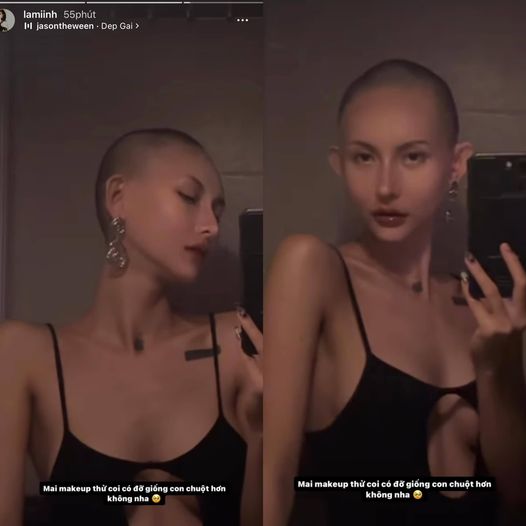 lamiinh 55phút
jasontheween · Dep Gai >
Mai makeup thử coi có đỡ giống con chuột hơn
không nha 🥺
Mai makeup thử coi có đỡ giống con chuột hơn
không nha 🥺